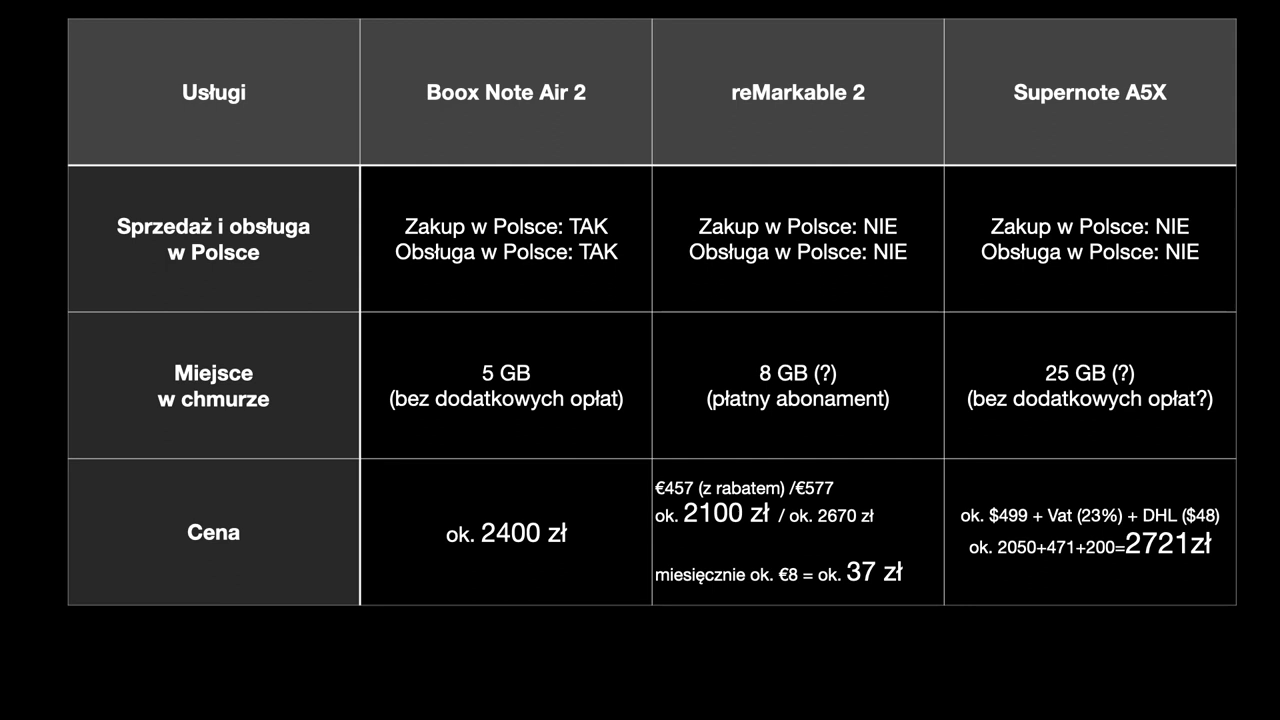 Usługi
Boox Note Air 2
reMarkable 2
Supernote A5X
Sprzedaż i obsługa
w Polsce
Zakup w Polsce: TAK
Obsługa w Polsce: TAK
Zakup w Polsce: NIE
Obsługa w Polsce: NIE
Zakup w Polsce: NIE
Obsługa w Polsce: NIE
Miejsce
w chmurze
5 GB
(bez dodatkowych opłat)
8 GB (?)
(płatny abonament)
25 GB (?)
(bez dodatkowych opłat?)
Cena
ok. 2400 zł
€457 (z rabatem) /€577
ok. 2100 zł / ok. 2670 zł
miesięcznie ok. €8 = ok. 37 zł
ok. $499 + Vat (23%) + DHL ($48)
ok. 2050+471+200=2721zł